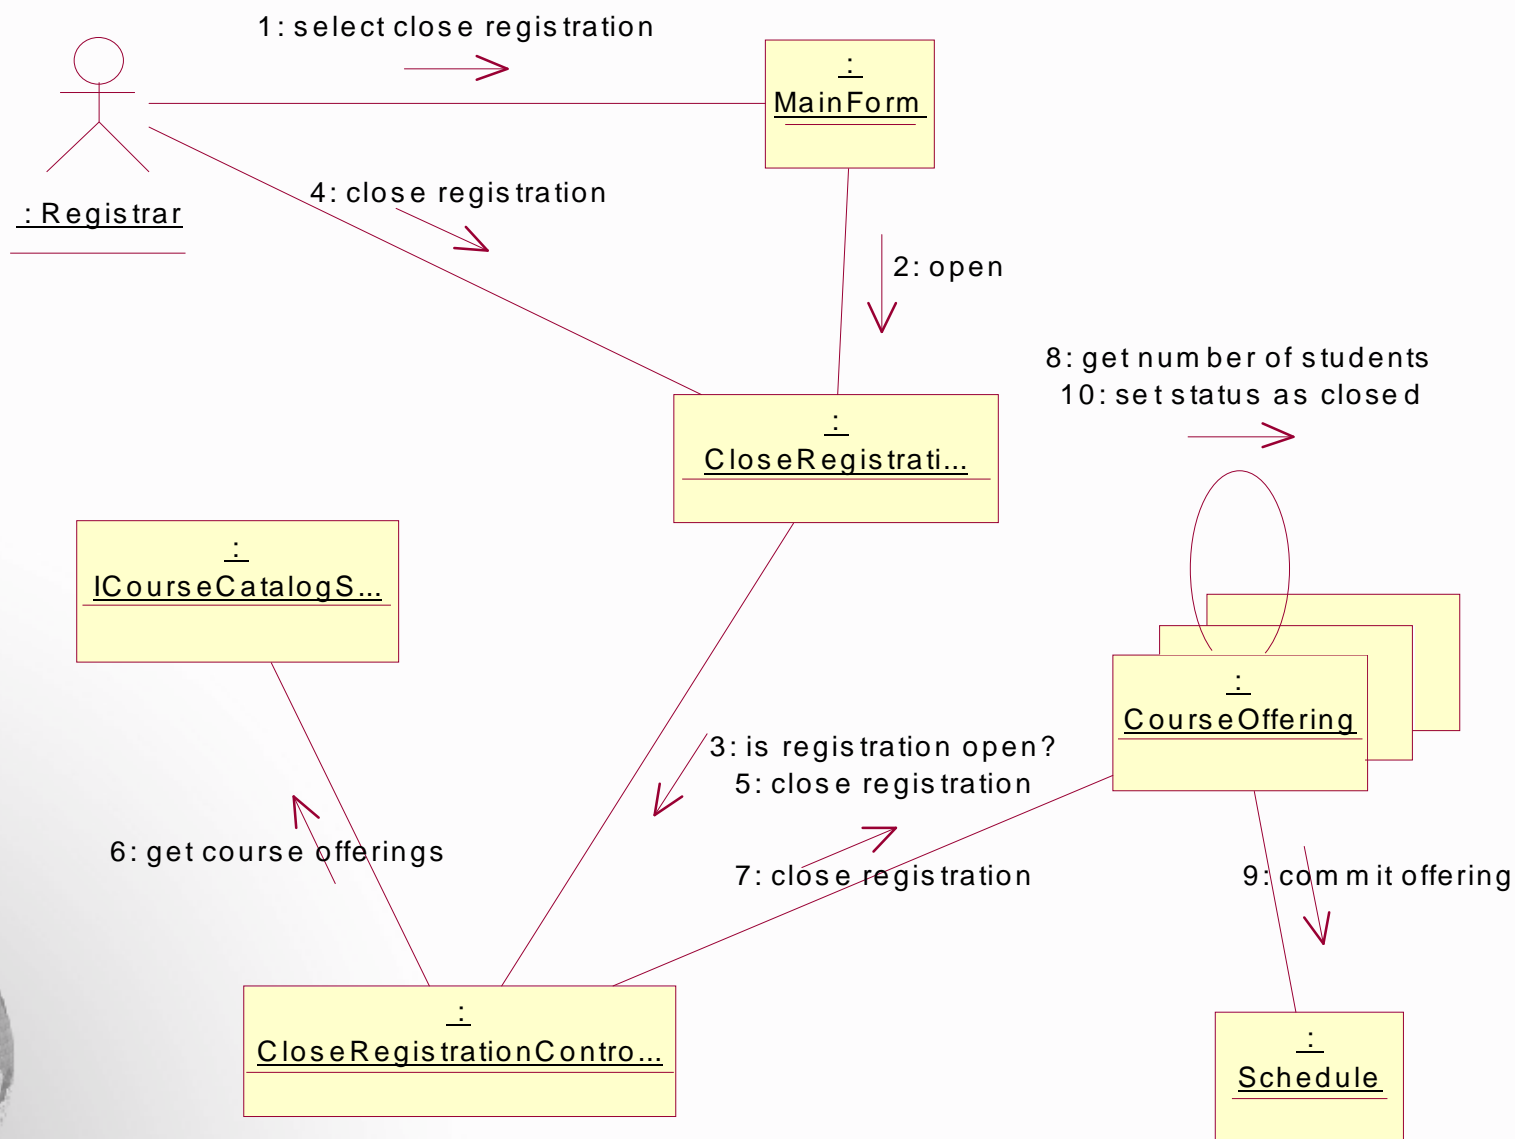 1: select close registration
:
MainForm
4: close registration
: Registrar
2: open
8: get number of students
10: set status as closed
:
CloseRegistrati...
:
ICourseCatalogS...
:
CourseOffering
3: is registration open?
5: close registration
6: get course offerings
7: close registration
9: commit offering
:
CloseRegistrationContro...
:
Schedule